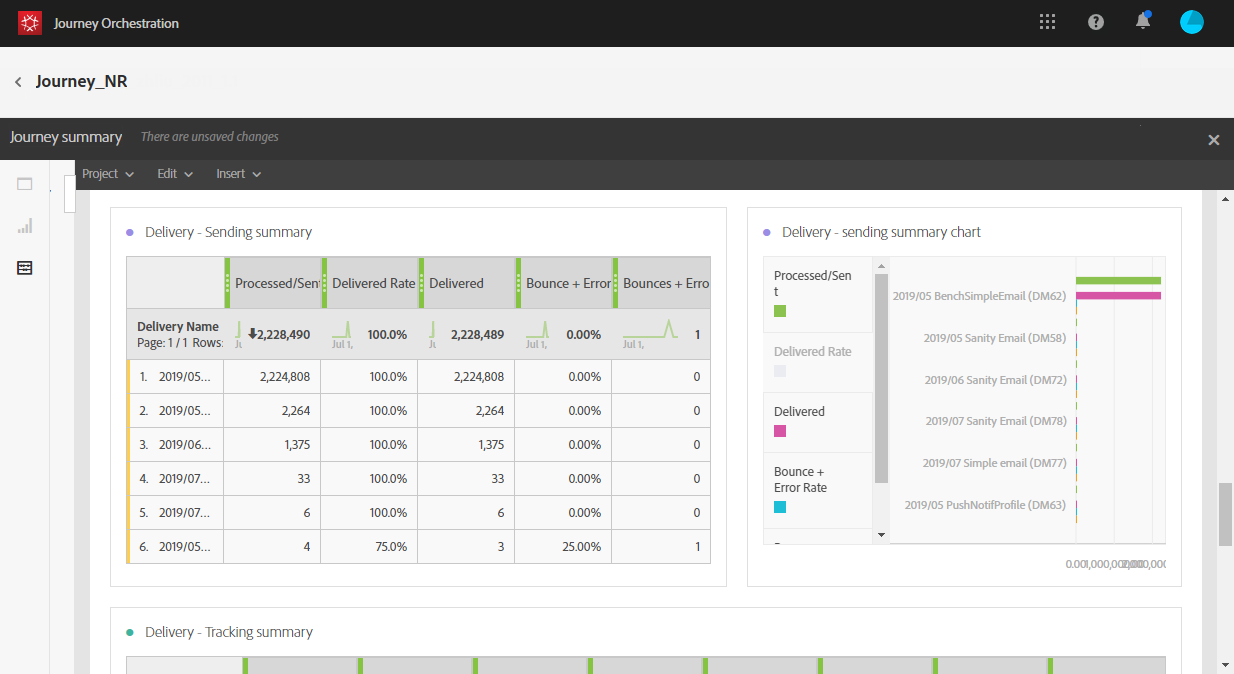 Journey Orchestration
Journey_NR
Journey summary There are unsaved changes
Project Edit Insert
Delivery - Sending summary
Processed/Sent Delivered Rate Delivered Bounce + Error Bounces + Erro
Delivery Name
Page: 1 / 1 Rows:
2,228,490 100.0% 2,228,489 0.00% 1
Jul 1, Jul 1, Jul 1,
1. 2019/05... 2,224,808 100.0% 2,224,808 0.00% 0
2. 2019/05... 2,264 100.0% 2,264 0.00% 0
3. 2019/06... 1,375 100.0% 1,375 0.00% 0
4. 2019/07... 33 100.0% 33 0.00% 0
5. 2019/07... 6 100.0% 6 0.00% 0
6. 2019/05... 4 75.0% 3 25.00% 1
Delivery - sending summary chart
Processed/Sen
t
Delivered Rate
Delivered
Bounce +
Error Rate
2019/05 BenchSimpleEmail (DM62)
2019/05 Sanity Email (DM58)
2019/06 Sanity Email (DM72)
2019/07 Sanity Email (DM78)
2019/07 Simple email (DM77)
2019/05 PushNotifProfile (DM63)
Delivery - Tracking summary